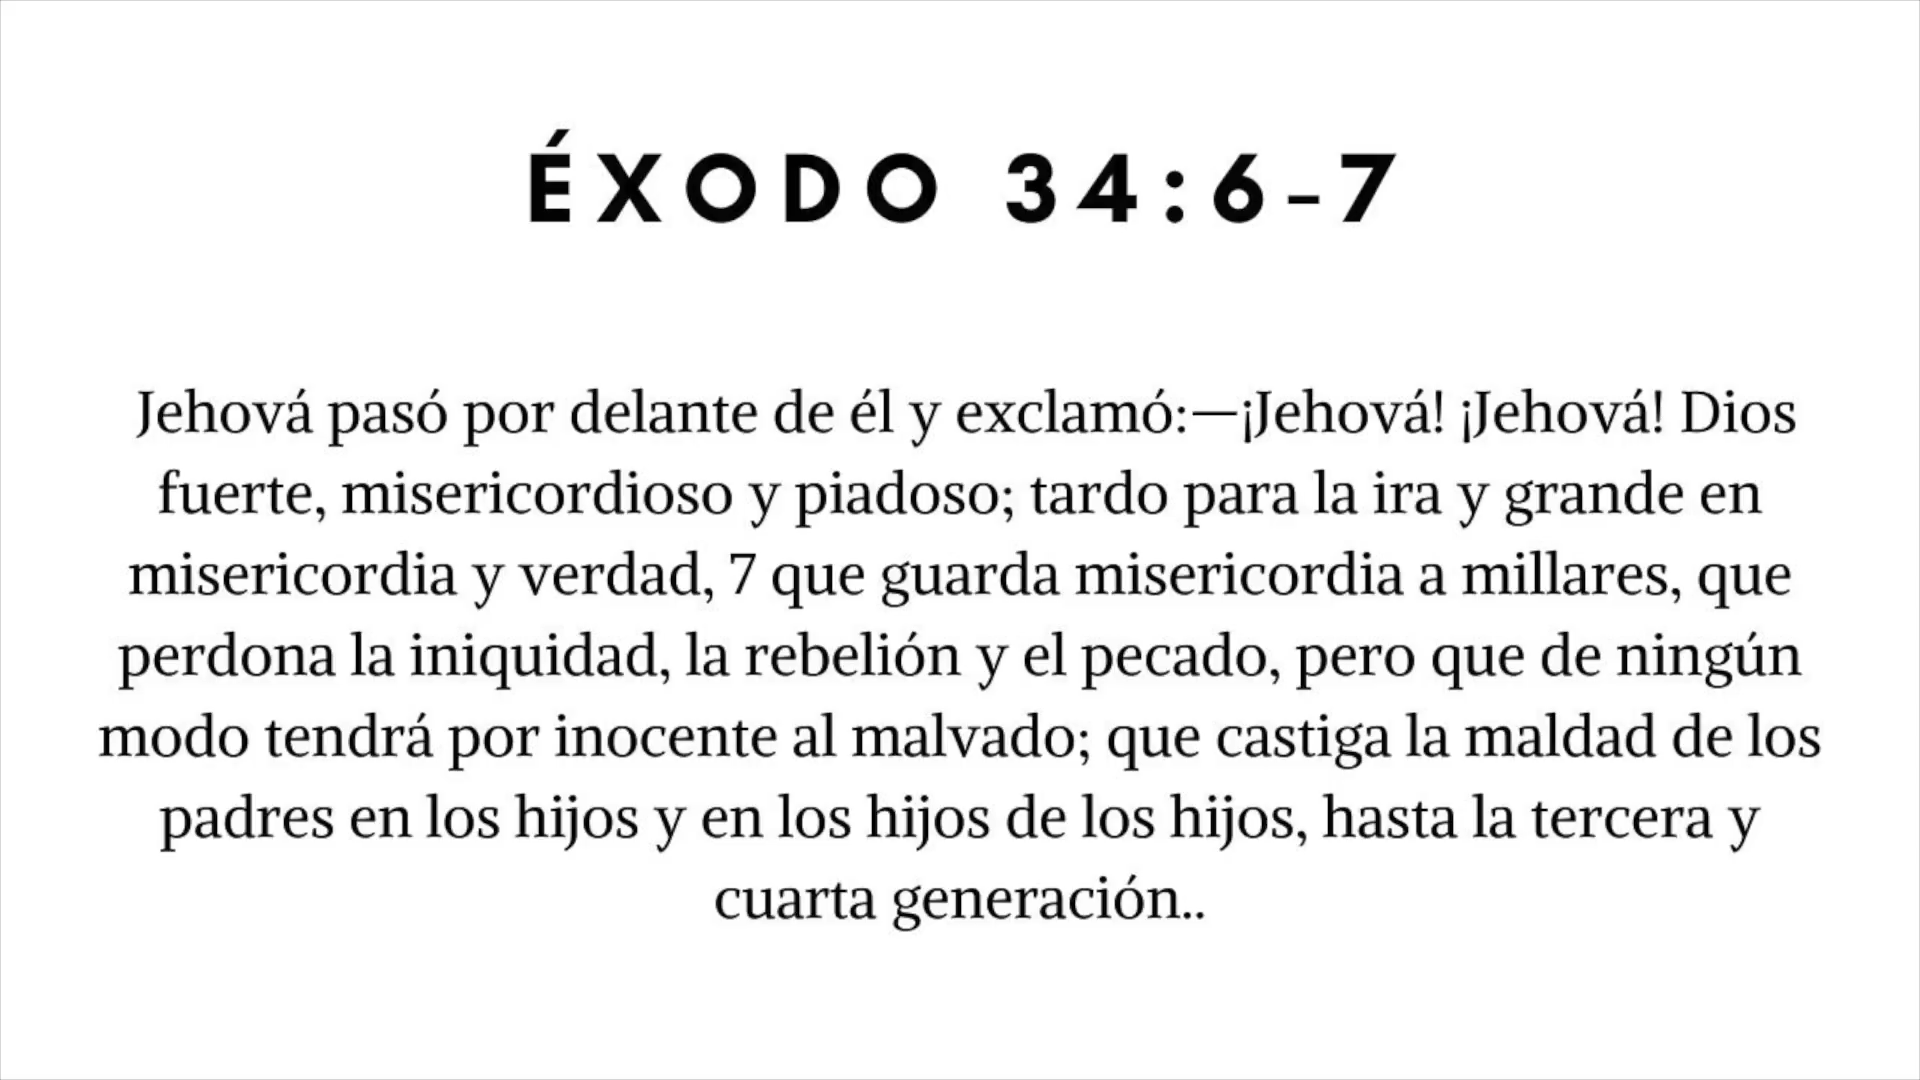 ÉXODO 34:6-7
Jehová pasó por delante de él y exclamó:—¡Jehová! ¡Jehová! Dios
fuerte, misericordioso y piadoso; tardo para la ira y grande en
misericordia y verdad, 7 que guarda misericordia a millares, que
perdona la iniquidad, la rebelión y el pecado, pero que de ningún
modo tendrá por inocente al malvado; que castiga la maldad de los
padres en los hijos y en los hijos de los hijos, hasta la tercera y
cuarta generación..